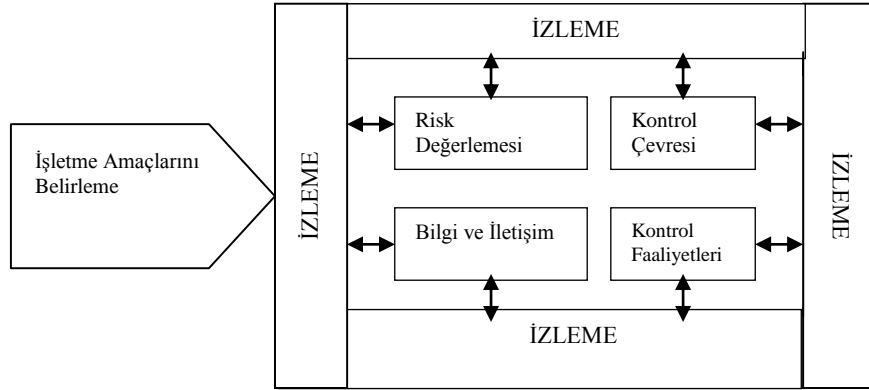 İZLEME
İşletme Amaçlarını
Belirleme
İZLEME
Risk
Değerlemesi
Kontrol
Çevresi
Bilgi ve İletişim
Kontrol
Faaliyetleri
İZLEME
İZLEME